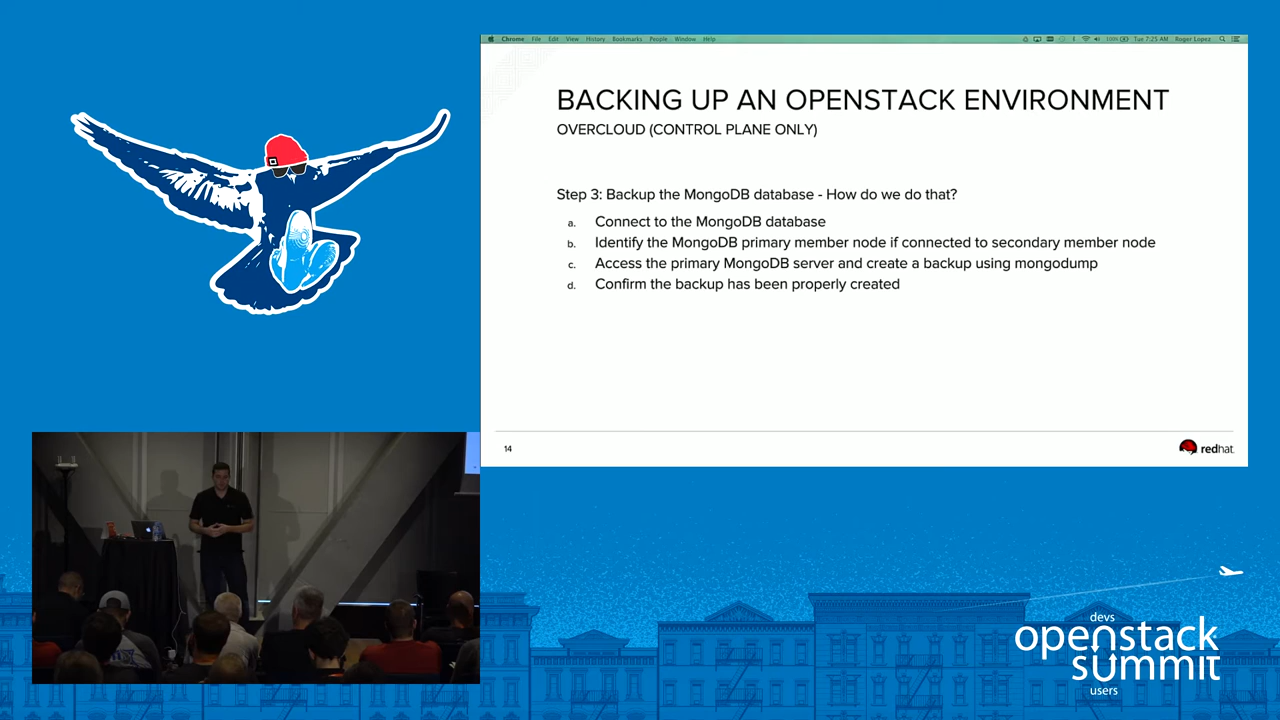 Chrome File Edit View History Bookmarks People Window Help
100% Tue 7:25 AM Roger Lopez
BACKING UP AN OPENSTACK ENVIRONMENT
OVERCLOUD (CONTROL PLANE ONLY)
Step 3: Backup the MongoDB database - How do we do that?
a. Connect to the MongoDB database
b. Identify the MongoDB primary member node if connected to secondary member node
c. Access the primary MongoDB server and create a backup using mongodump
d. Confirm the backup has been properly created
14
redhat.
devs
openstack
summit
users